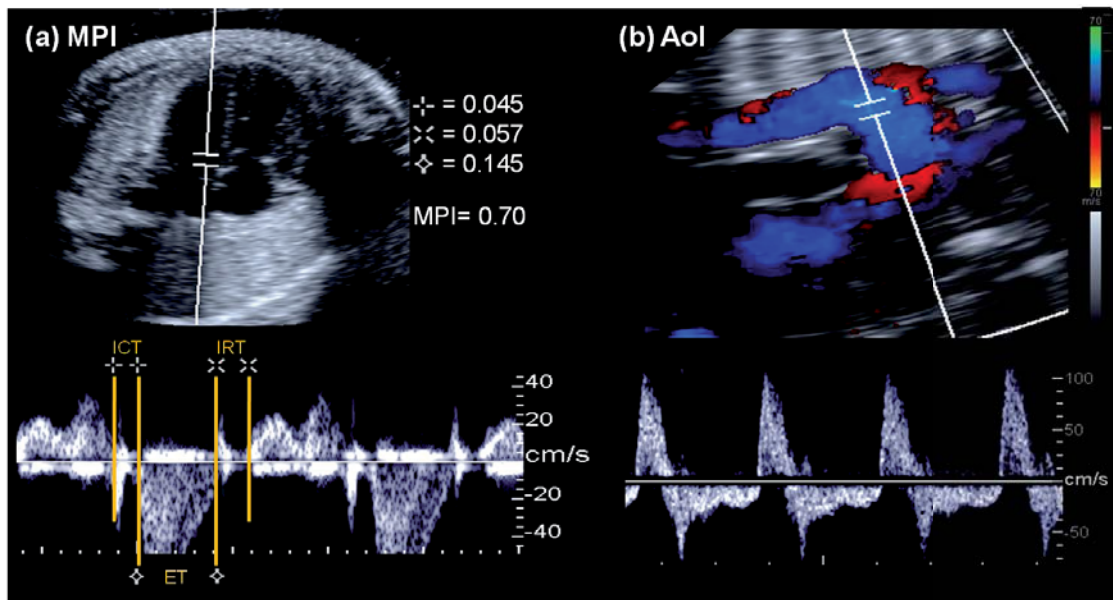 (a) MPI
= 0.045
= 0.057
= 0.145
MPI= 0.70
ICT
IRT
40
20
cm/s
-20
-40
ET
(b) AoI
70
70
m/s
100
50
cm/s
-50